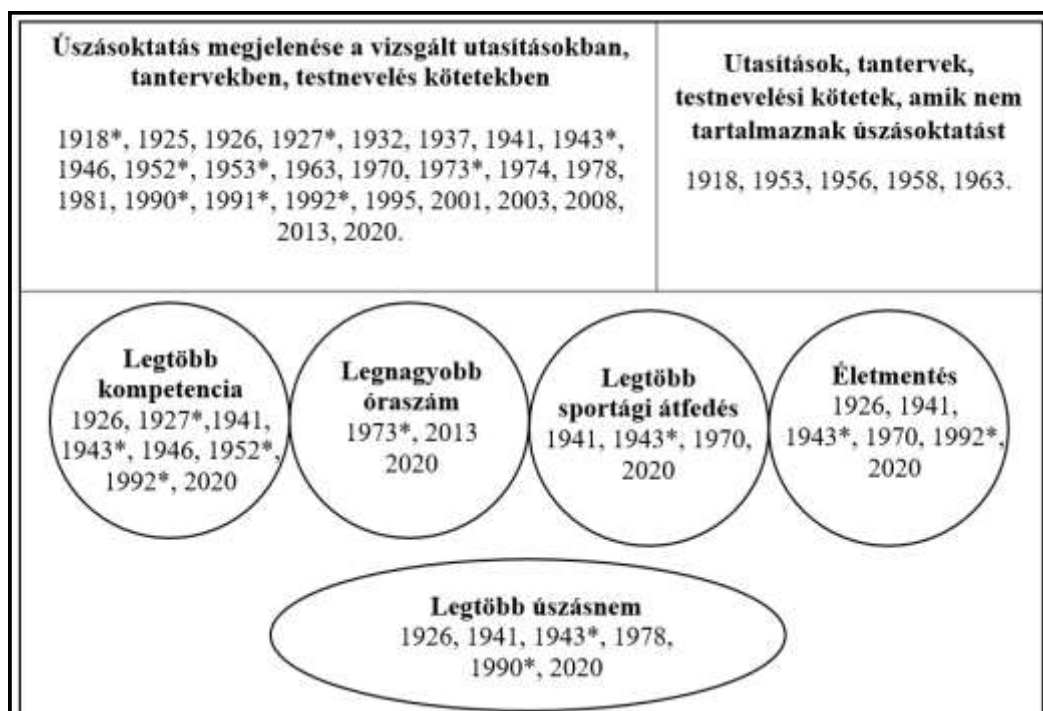 Úszásoktatás megjelenése a vizsgált utasításokban,
tantervekben, testnevelés kötetekben
1918*, 1925, 1926, 1927*, 1932, 1937, 1941, 1943*,
1946, 1952*, 1953*, 1963, 1970, 1973*, 1974, 1978,
1981, 1990*, 1991*, 1992*, 1995, 2001, 2003, 2008,
2013, 2020.
Utasítások, tantervek,
testnevelési kötetek, amik nem
tartalmaznak úszásoktatást
1918, 1953, 1956, 1958, 1963.
Legtöbb
kompetencia
1926, 1927*,1941,
1943*, 1946, 1952*,
1992*, 2020
Legnagyobb
óraszám
1973*, 2013
2020
Legtöbb
sportági átfedés
1941, 1943*, 1970,
2020
Életmentés
1926, 1941,
1943*, 1970, 1992*,
2020
Legtöbb úszásnem
1926, 1941, 1943*, 1978,
1990*, 2020